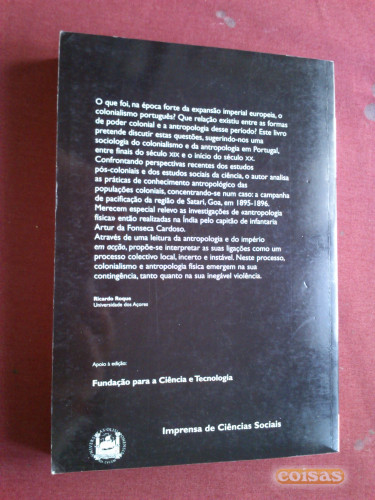 O que foi, na época forte da expansão imperial europeia, o
colonialismo português? Que relação existiu entre as formas
de poder colonial e a antropologia desse período? Este livro
pretende discutir estas questões, sugerindo-nos uma
sociologia do colonialismo e da antropologia em Portugal,
entre finais do século XIX e o início do século XX.
Confrontando perspectivas recentes dos estudos
pós-coloniais e dos estudos sociais da ciência, o autor analisa
as práticas de conhecimento antropológico das
populações coloniais, concentrando-se num caso: a campanha
de pacificação da região de Satari, Goa, em 1895-1896.
Merecem especial relevo as investigações de «antropologia
física» então realizadas na Índia pelo capitão de infantaria
Artur da Fonseca Cardoso.
Através de uma leitura da antropologia e do império
em acção, propõe-se interpretar as suas ligações como um
processo colectivo local, incerto e instável. Neste processo,
colonialismo e antropologia física emergem na sua
contingência, tanto quanto na sua inegável violência.
Ricardo Roque
Universidade dos Açores
Apoio à edição:
Fundação para a Ciência e Tecnologia
Imprensa de Ciências Sociais
coisas